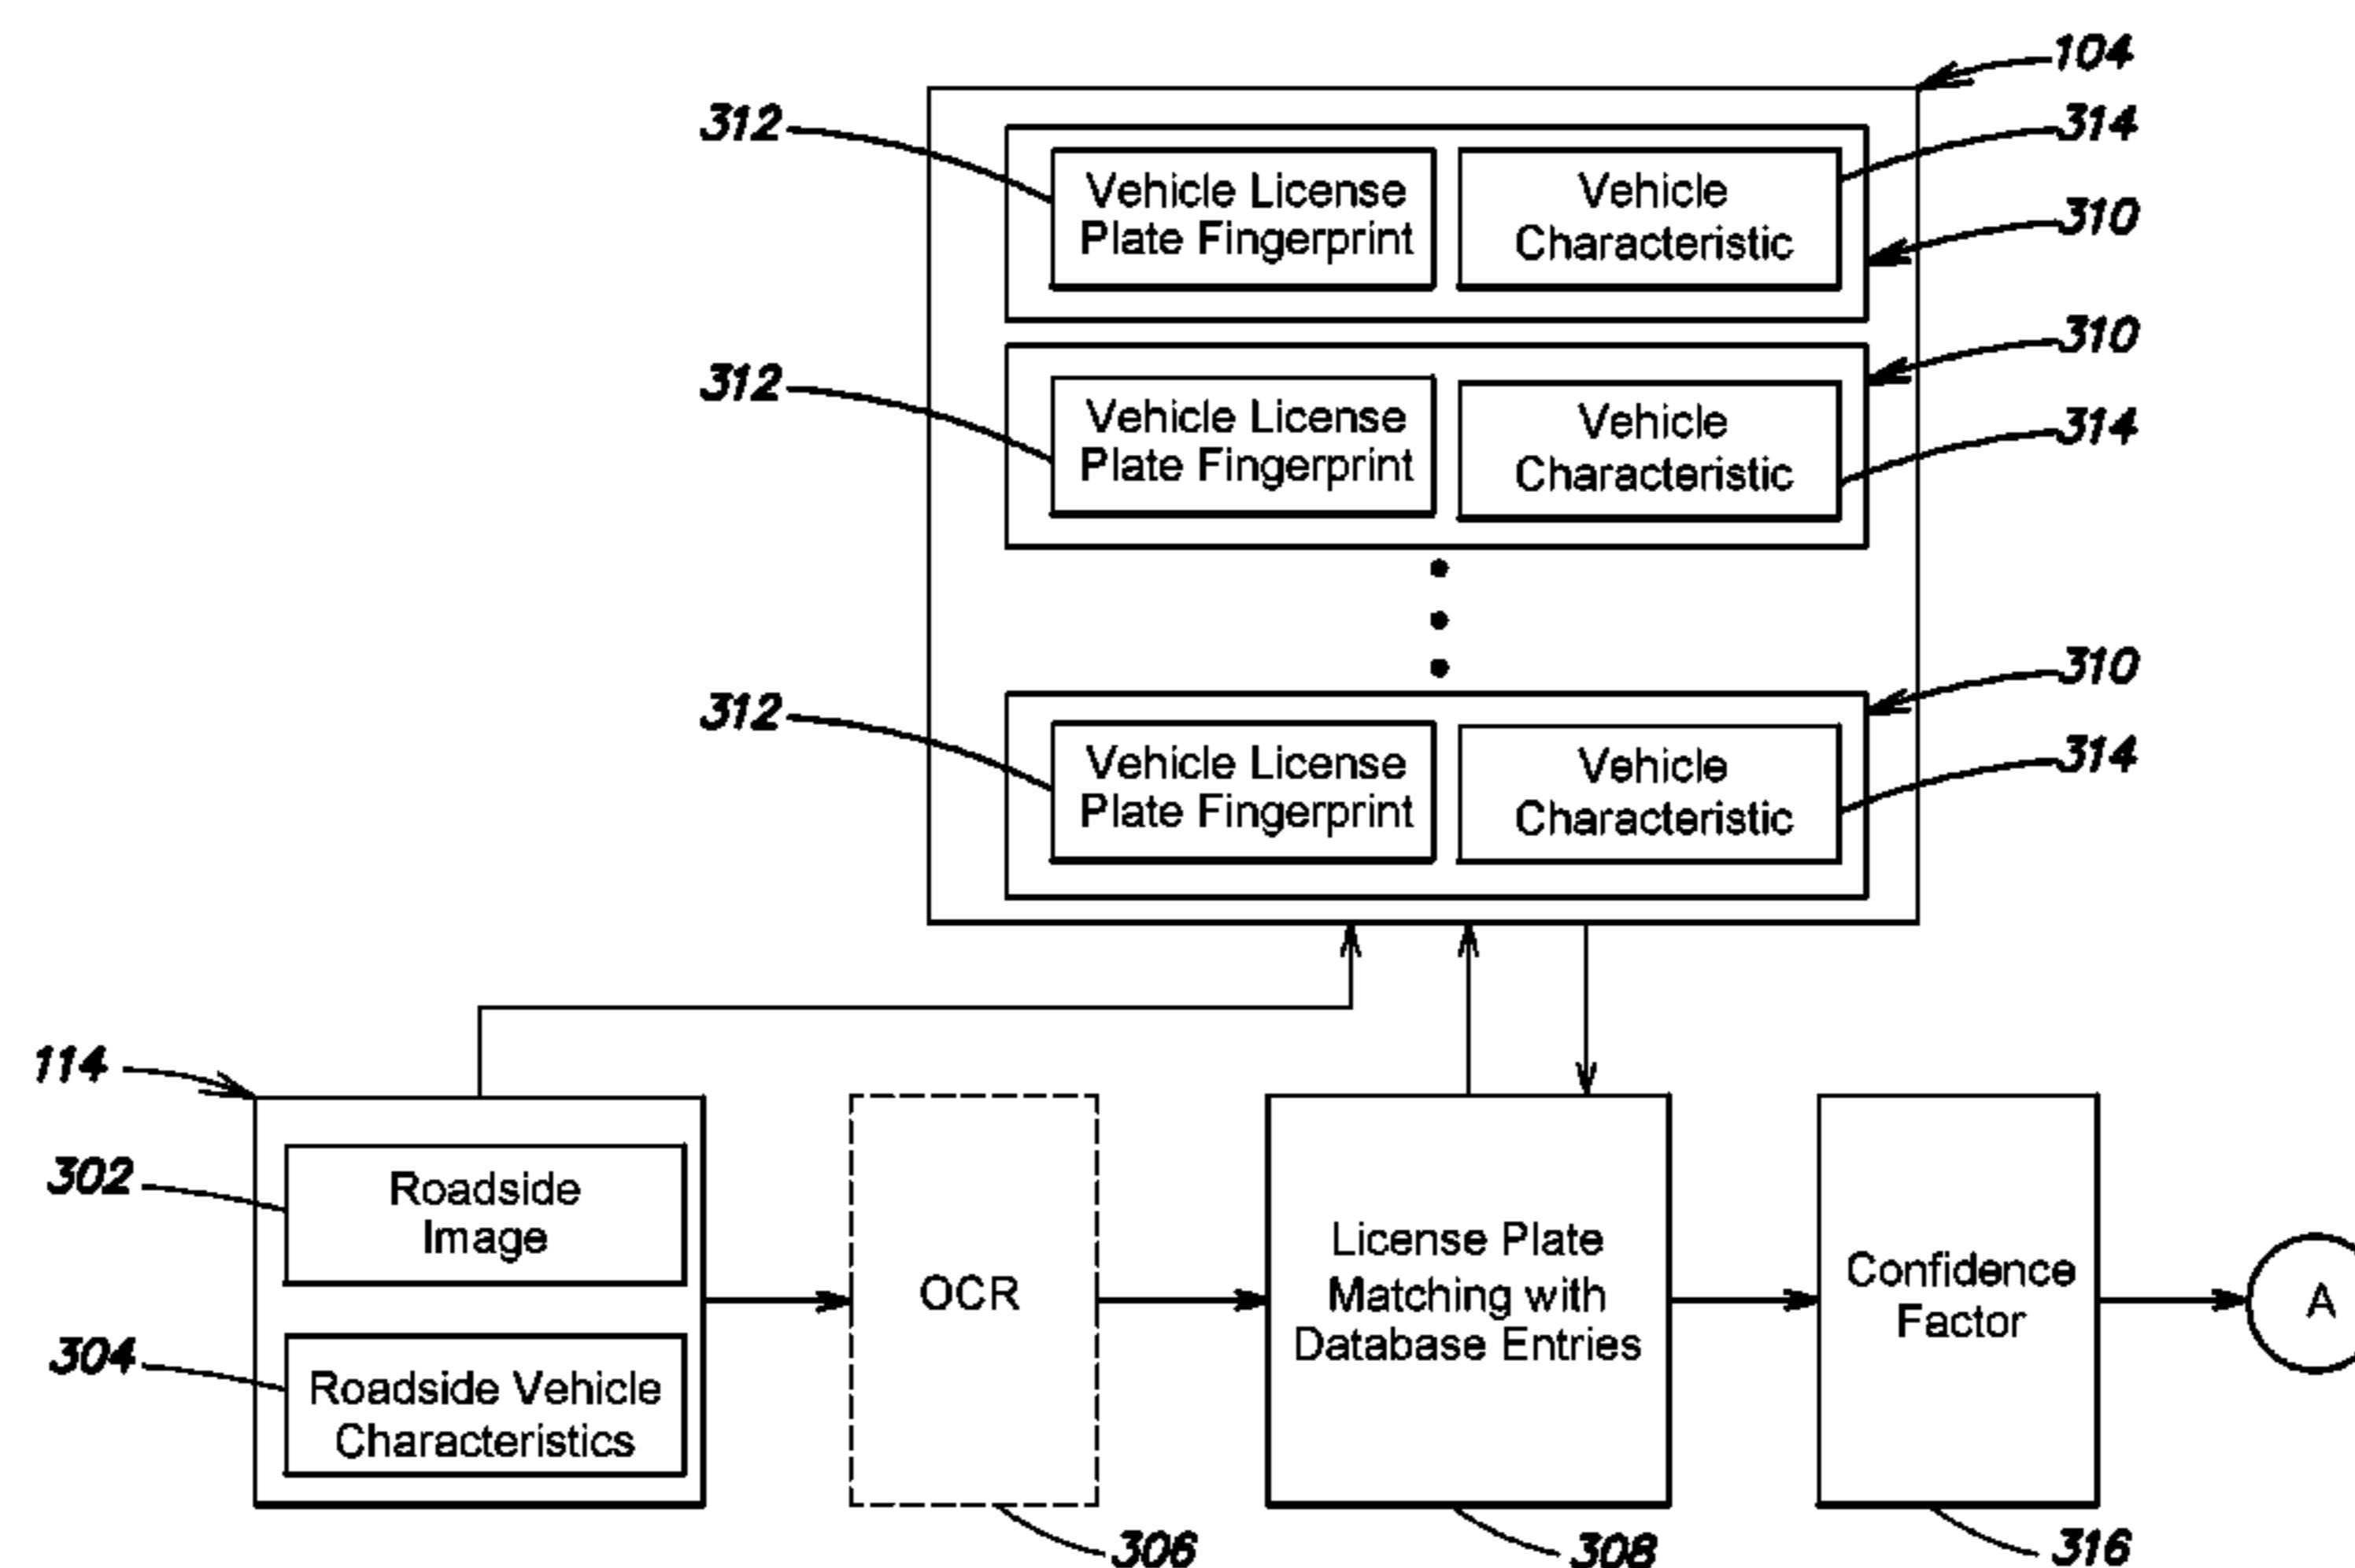 104
312
314
Vehicle License
Plate Fingerprint
Vehicle
Characteristic
310
310
312
Vehicle License
Plate Fingerprint
Vehicle
Characteristic
314
310
312
Vehicle License
Plate Fingerprint
Vehicle
Characteristic
314
114
302
Roadside
Image
304
Roadside Vehicle
Characteristics
OCR
License Plate
Matching with
Database Entries
Confidence
Factor
A
306
308
316